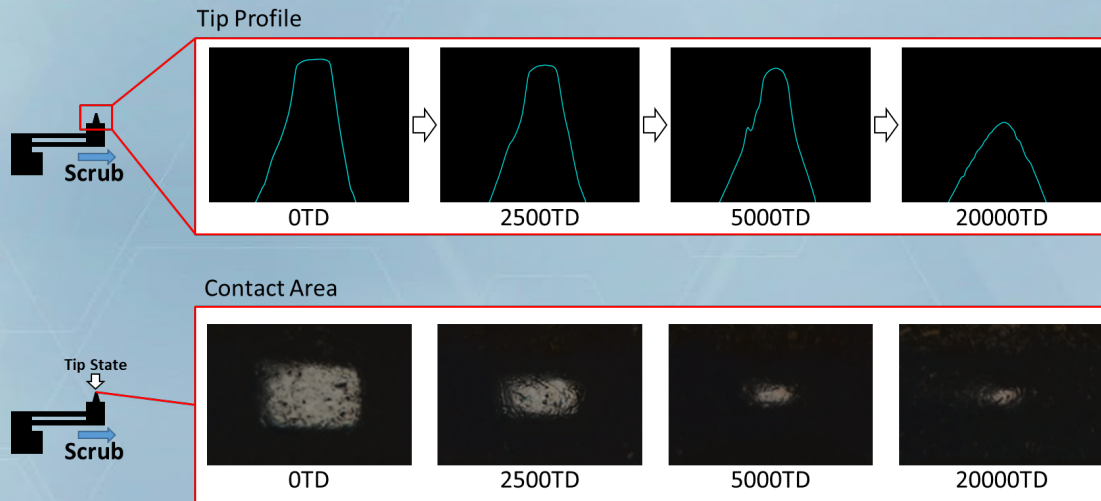 Tip Profile
Scrub
0TD
2500TD
5000TD
20000TD
Contact Area
Tip State
Scrub
0TD
2500TD
5000TD
20000TD